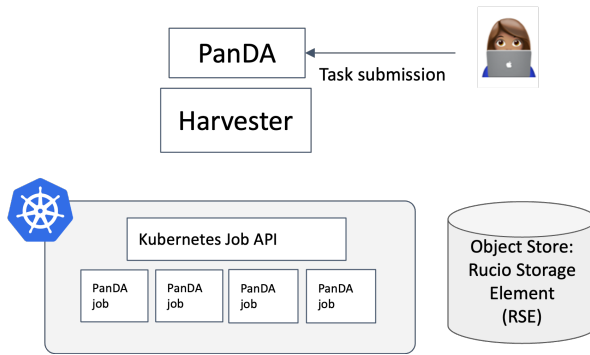 PanDA
Task submission
Harvester
Kubernetes Job API
PanDA
job
PanDA
job
PanDA
job
PanDA
job
Object Store:
Rucio Storage
Element
(RSE)